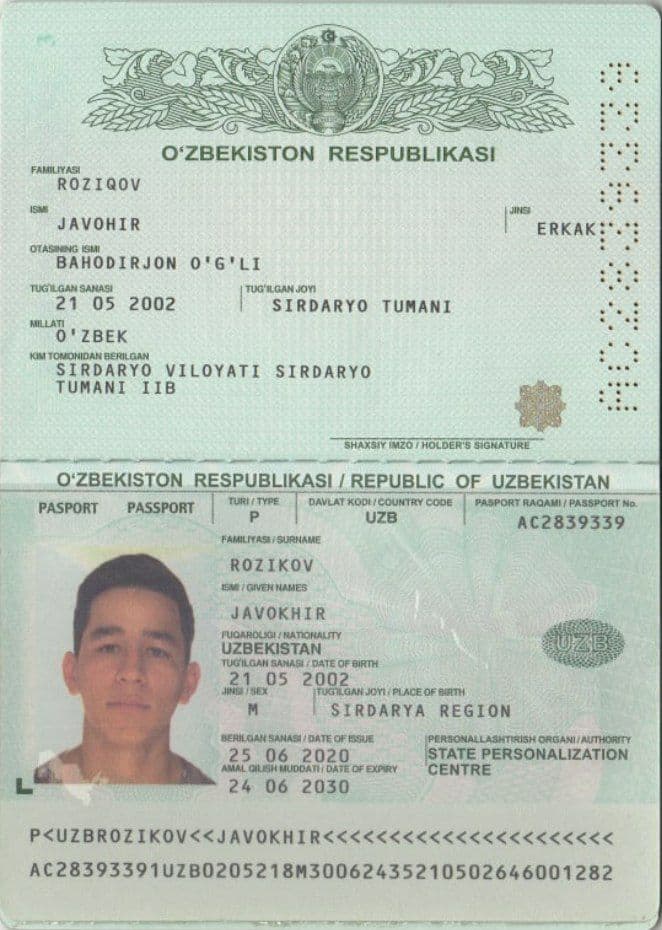 O'ZBEKISTON RESPUBLIKASI
FAMILIYASI
ROZIQOV
ISMI
JAVOHIR
JINSI
ERKAK
OTASINING ISMI
BAHODIRJON O'G'LI
TUG'ILGAN SANASI
21 05 2002
TUG'ILGAN JOYI
SIRDARYO TUMANI
MILLATI
O'ZBEK
KIM TOMONIDAN BERILGAN
SIRDARYO VILOYATI SIRDARYO
TUMANI IIB
AC2839339
SHAXSIY IMZO / HOLDER'S SIGNATURE
O'ZBEKISTON RESPUBLIKASI / REPUBLIC OF UZBEKISTAN
PASPORT PASSPORT
TURI / TYPE
P
DAVLAT KODI / COUNTRY CODE
UZB
PASPORT RAQAMI / PASSPORT No.
AC2839339
FAMILIYASI / SURNAME
ROZIKOV
ISMI / GIVEN NAMES
JAVOKHIR
FUQAROLIGI / NATIONALITY
UZBEKISTAN
TUG'ILGAN SANASI / DATE OF BIRTH
21 05 2002
JINSI / SEX
M
TUG'ILGAN JOYI / PLACE OF BIRTH
SIRDARYA REGION
UZB
BERILGAN SANASI / DATE OF ISSUE
25 06 2020
PERSONALLASHTIRISH ORGANI / AUTHORITY
STATE PERSONALIZATION
CENTRE
AMAL QILISH MUDDATI / DATE OF EXPIRY
24 06 2030
P<UZBROZIKOV<<JAVOKHIR<<<<<<<<<<<<<<<<<<<<<<
AC28393391UZB0205218M30062435210502646001282